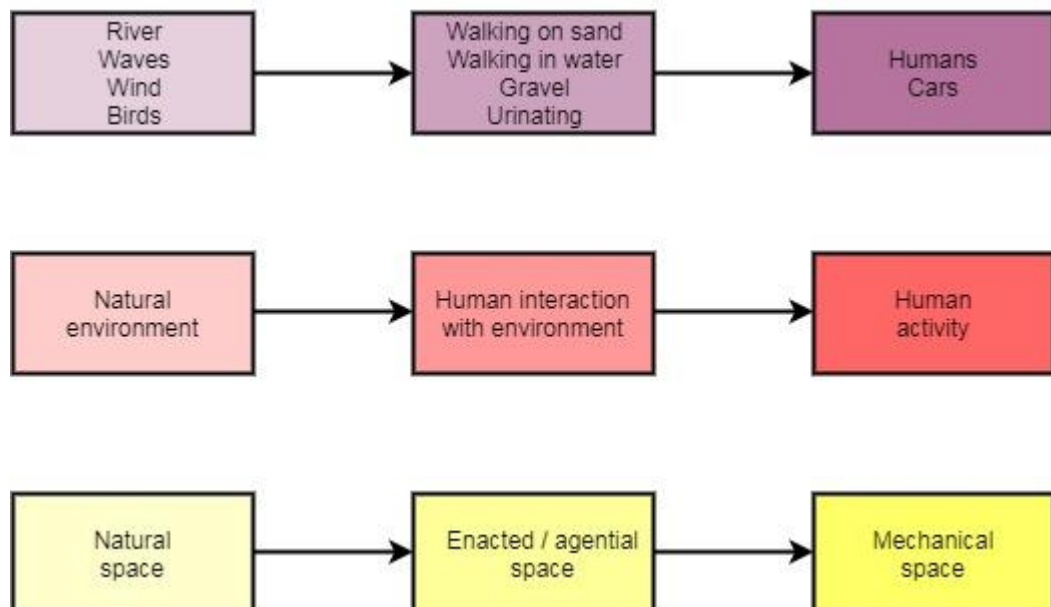 River
Waves
Wind
Birds
Walking on sand
Walking in water
Gravel
Urinating
Humans
Cars
Natural
environment
Human interaction
with environment
Human
activity
Natural
space
Enacted / agential
space
Mechanical
space